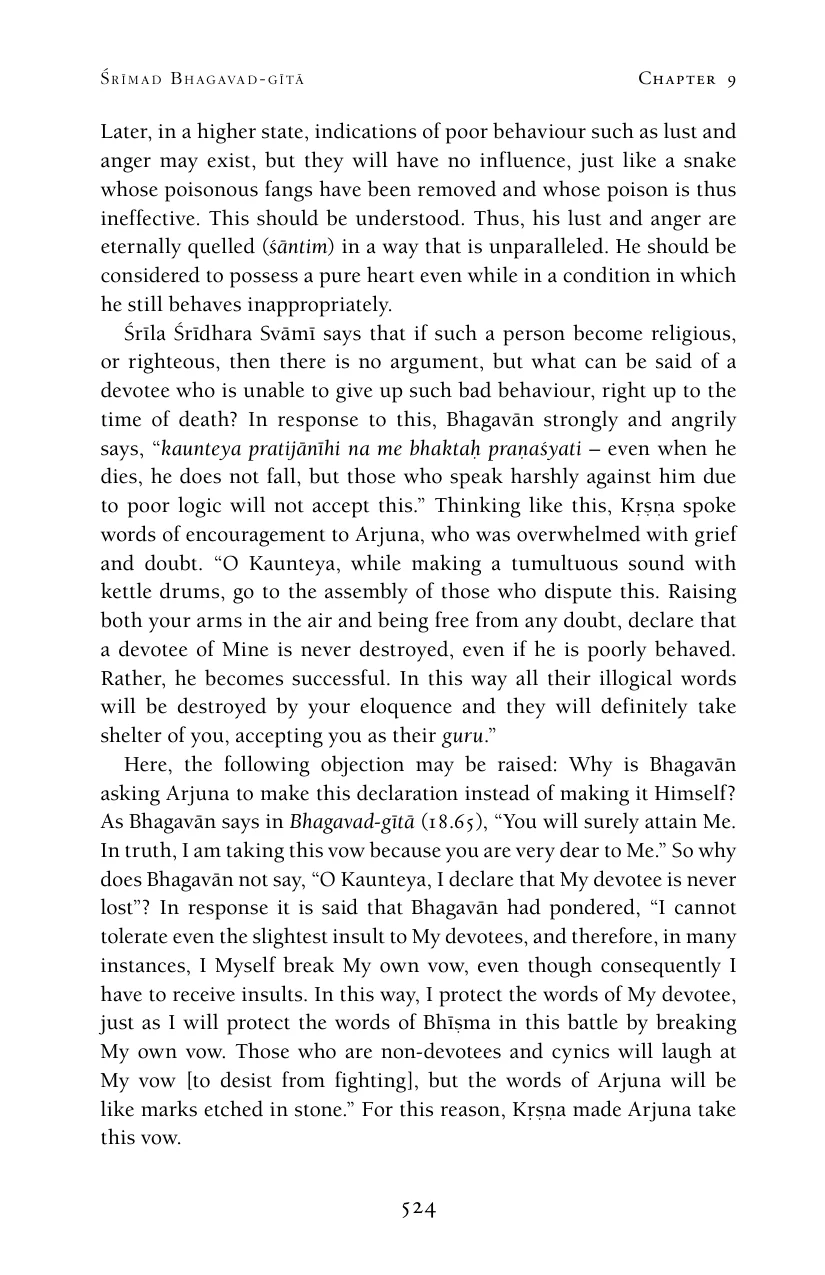 Śrīmad Bhagavad-gītā Chapter 9
Later, in a higher state, indications of poor behaviour such as lust and
anger may exist, but they will have no influence, just like a snake
whose poisonous fangs have been removed and whose poison is thus
ineffective. This should be understood. Thus, his lust and anger are
eternally quelled (śāntim) in a way that is unparalleled. He should be
considered to possess a pure heart even while in a condition in which
he still behaves inappropriately.
Śrīla Śrīdhara Svāmī says that if such a person become religious,
or righteous, then there is no argument, but what can be said of a
devotee who is unable to give up such bad behaviour, right up to the
time of death? In response to this, Bhagavān strongly and angrily
says, “kaunteya pratijānīhi na me bhaktaḥ praṇaśyati – even when he
dies, he does not fall, but those who speak harshly against him due
to poor logic will not accept this.” Thinking like this, Kṛṣṇa spoke
words of encouragement to Arjuna, who was overwhelmed with grief
and doubt. “O Kaunteya, while making a tumultuous sound with
kettle drums, go to the assembly of those who dispute this. Raising
both your arms in the air and being free from any doubt, declare that
a devotee of Mine is never destroyed, even if he is poorly behaved.
Rather, he becomes successful. In this way all their illogical words
will be destroyed by your eloquence and they will definitely take
shelter of you, accepting you as their guru.”
Here, the following objection may be raised: Why is Bhagavān
asking Arjuna to make this declaration instead of making it Himself?
As Bhagavān says in Bhagavad-gītā (18.65), “You will surely attain Me.
In truth, I am taking this vow because you are very dear to Me.” So why
does Bhagavān not say, “O Kaunteya, I declare that My devotee is never
lost”? In response it is said that Bhagavān had pondered, “I cannot
tolerate even the slightest insult to My devotees, and therefore, in many
instances, I Myself break My own vow, even though consequently I
have to receive insults. In this way, I protect the words of My devotee,
just as I will protect the words of Bhīṣma in this battle by breaking
My own vow. Those who are non-devotees and cynics will laugh at
My vow [to desist from fighting], but the words of Arjuna will be
like marks etched in stone.” For this reason, Kṛṣṇa made Arjuna take
this vow.
524